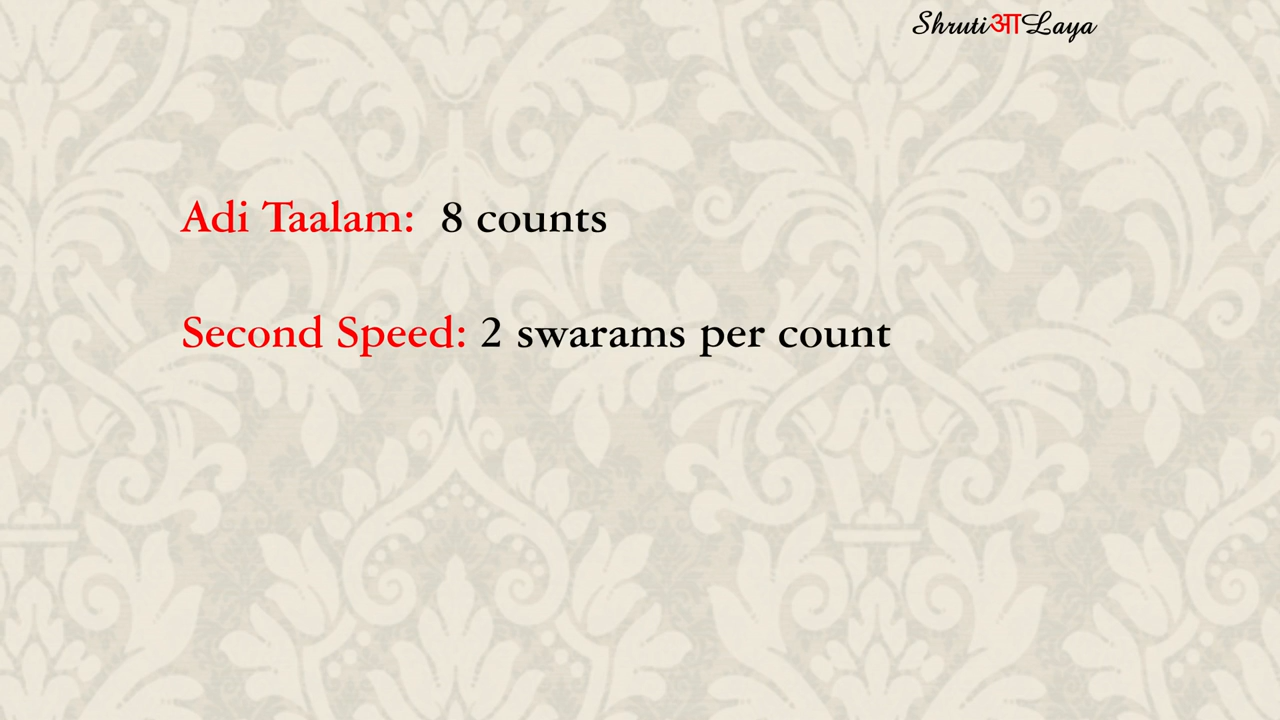 ShrutiआLaya
Adi Taalam: 8 counts
Second Speed: 2 swarams per count